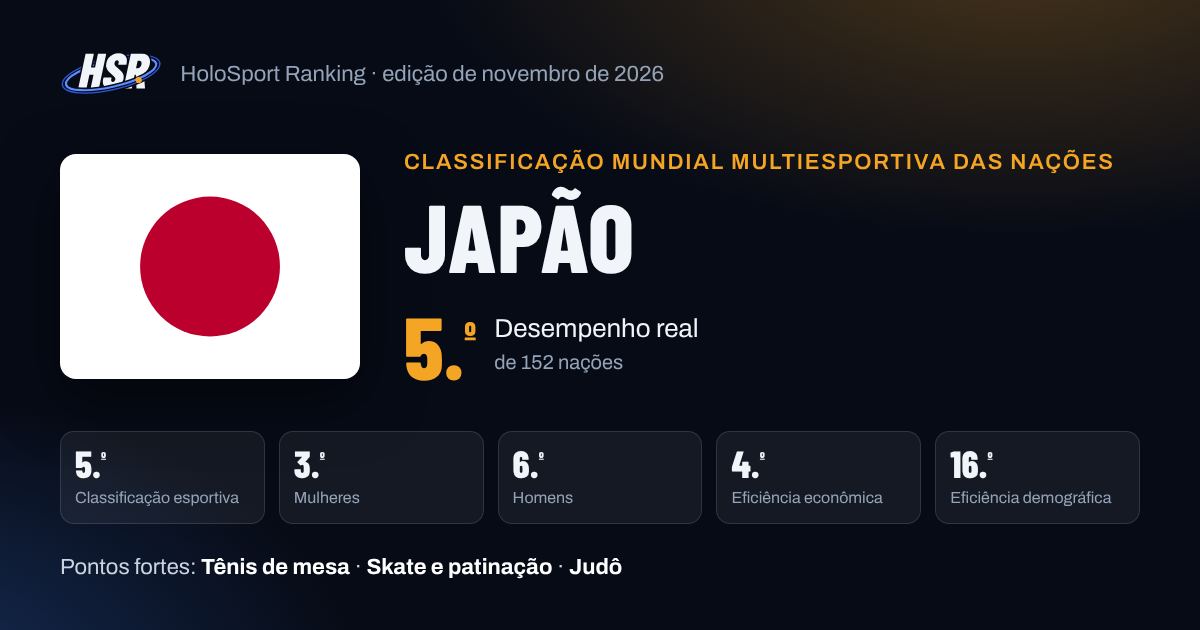 HSR
HoloSport Ranking · edição de novembro de 2026
CLASSIFICAÇÃO MUNDIAL MULTIESPORTIVA DAS NAÇÕES
JAPÃO
5.º Desempenho real
de 152 nações
5.º
Classificação esportiva
3.º
Mulheres
6.º
Homens
4.º
Eficiência econômica
16.º
Eficiência demográfica
Pontos fortes: Tênis de mesa · Skate e patinação · Judô